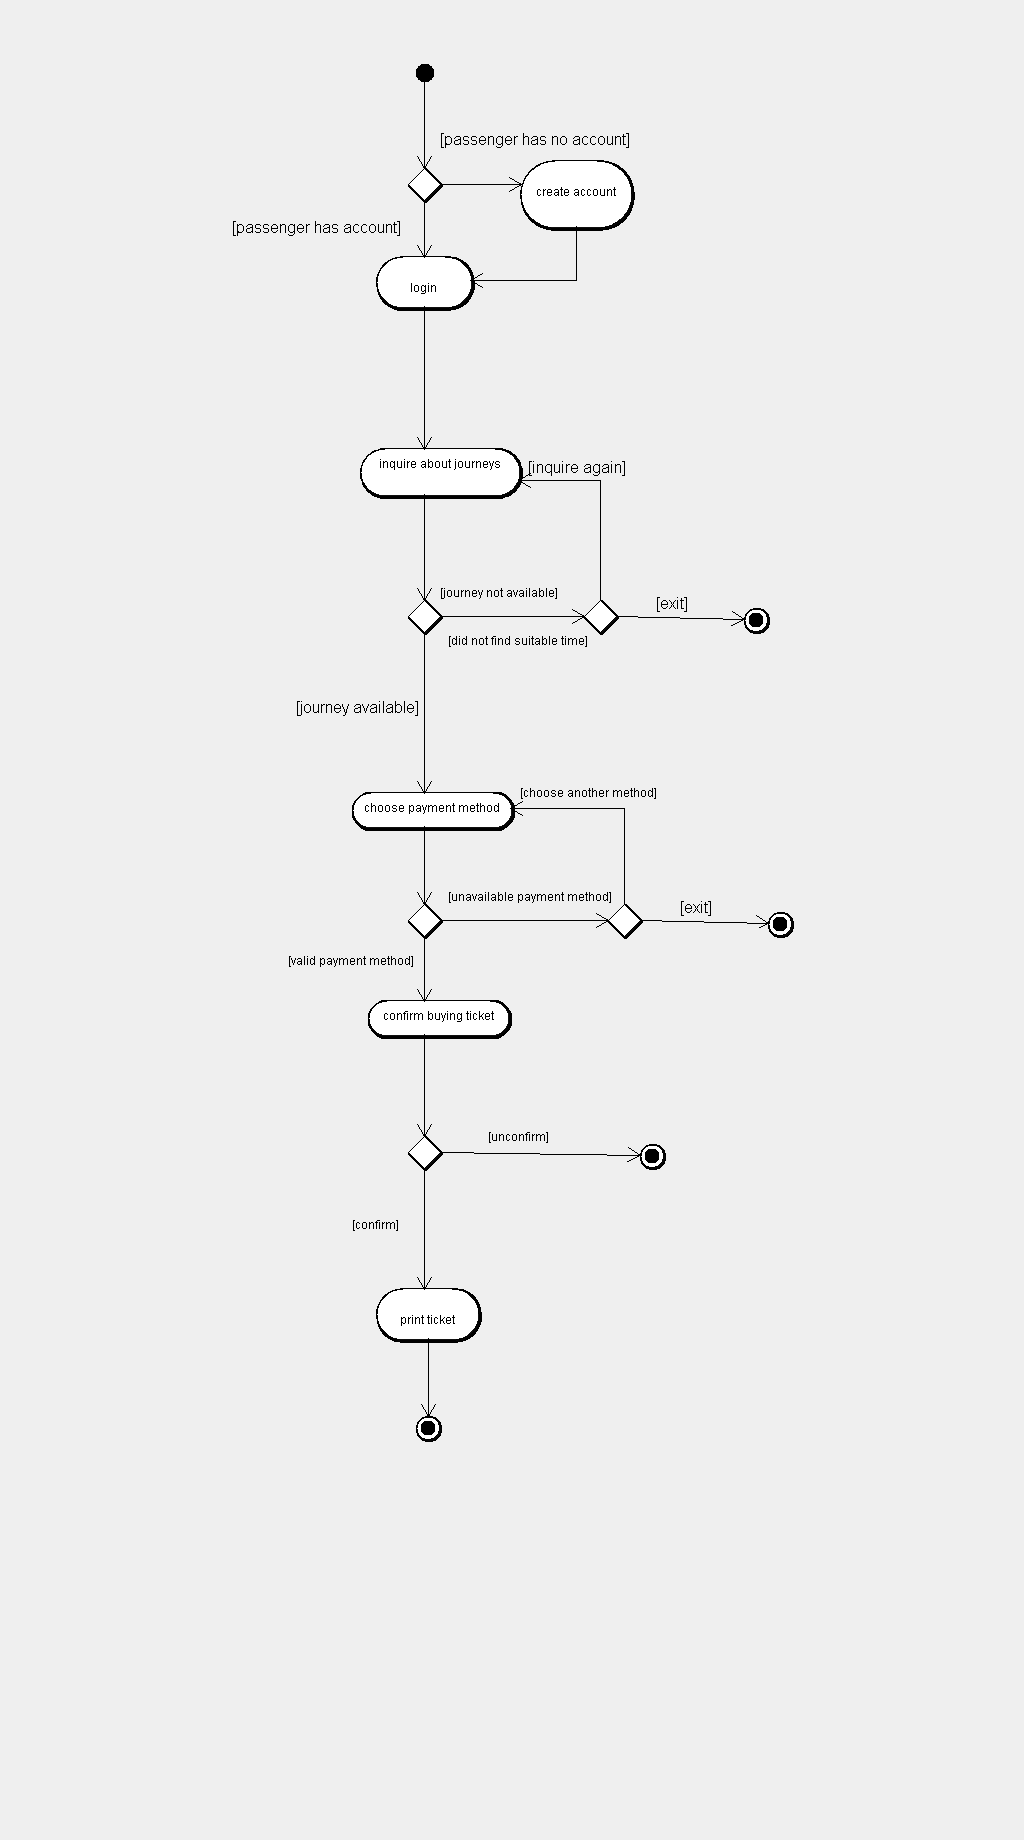 [passenger has no account]
create account
[passenger has account]
login
inquire about journeys
[inquire again]
[journey not available]
[exit]
[did not find suitable time]
[journey available]
[choose another method]
choose payment method
[unavailable payment method]
[exit]
[valid payment method]
confirm buying ticket
[unconfirm]
[confirm]
print ticket